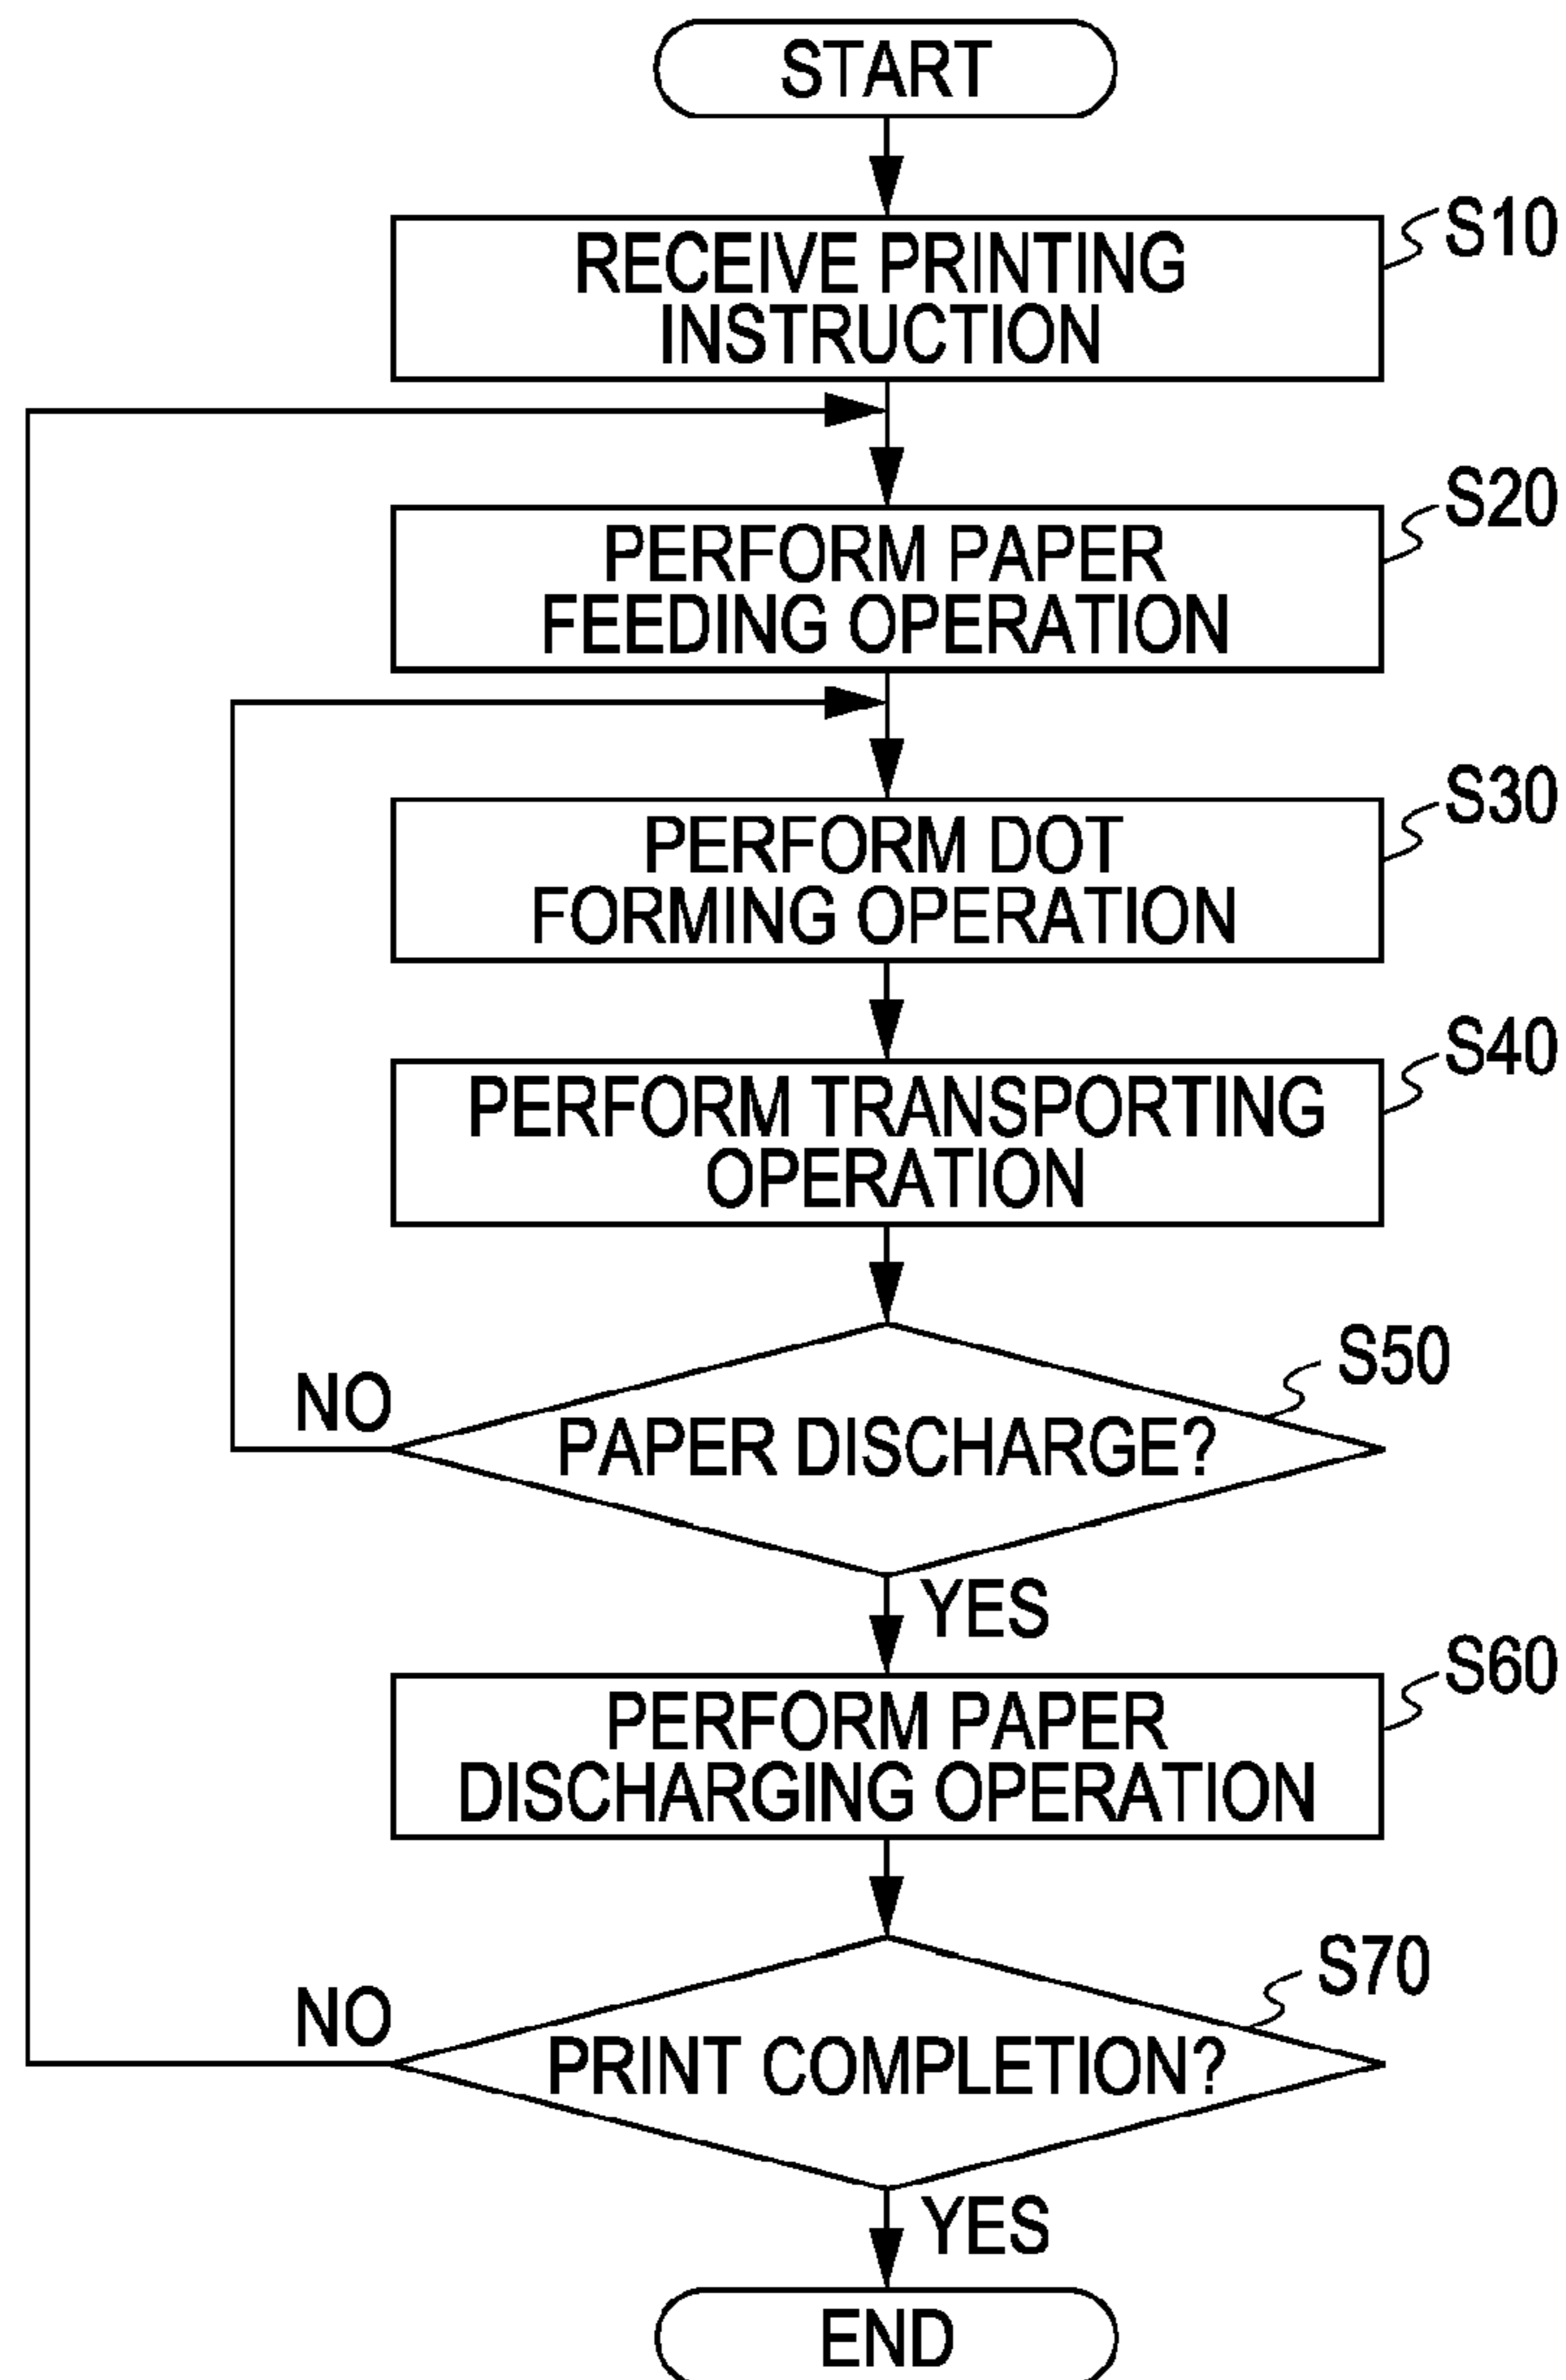 START
RECEIVE PRINTING
INSTRUCTION
S10
PERFORM PAPER
FEEDING OPERATION
S20
PERFORM DOT
FORMING OPERATION
S30
PERFORM TRANSPORTING
OPERATION
S40
PAPER DISCHARGE?
S50
NO
YES
PERFORM PAPER
DISCHARGING OPERATION
S60
PRINT COMPLETION?
S70
NO
YES
END